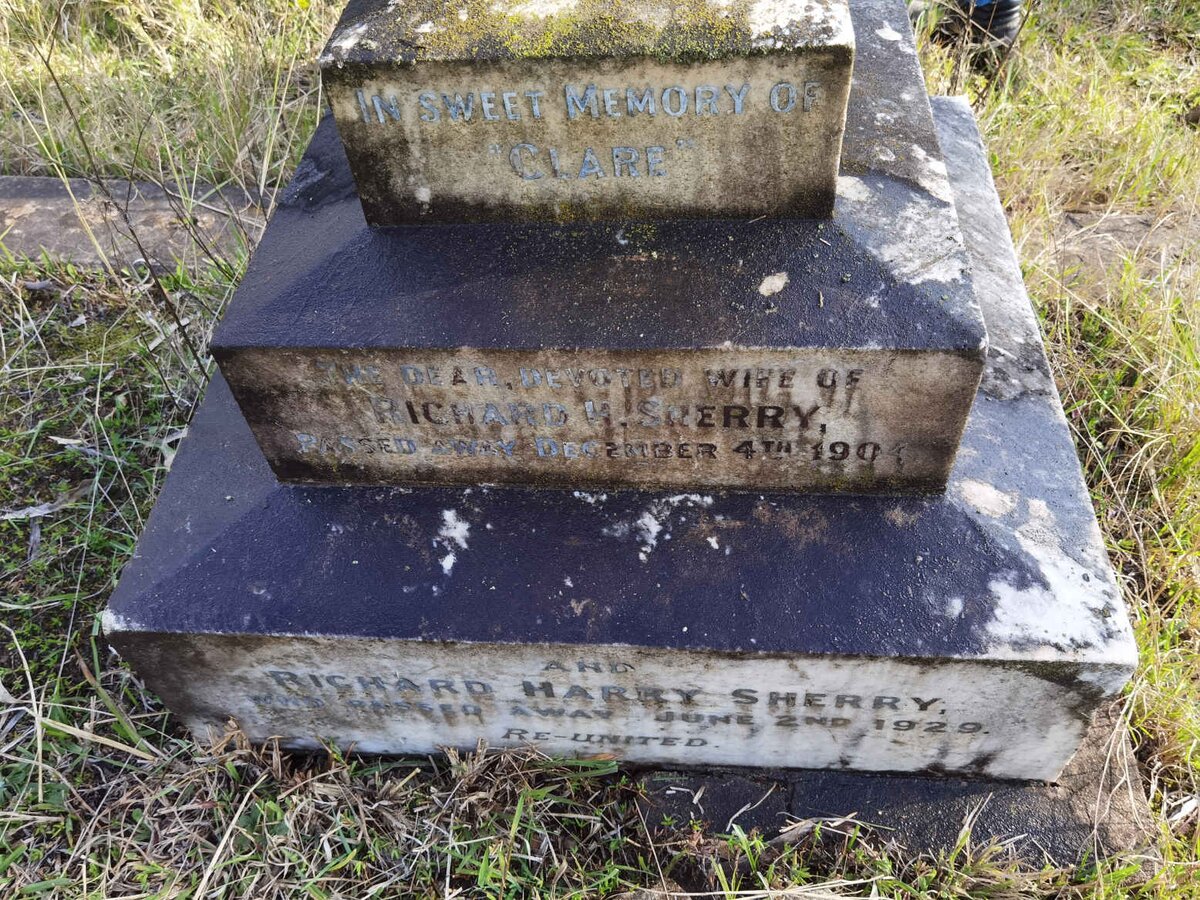 In sweet Memory of
"Clare"
The dear, devoted wife of
Richard H. Sherry,
Passed away December 4th
and
Richard Harry Sherry,
who passed away June 2nd 1929.
Re-united.